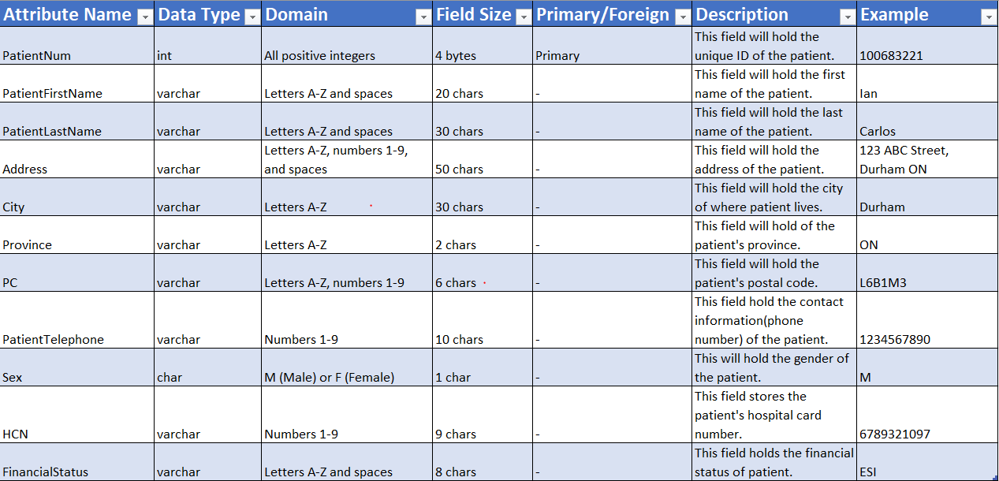 Attribute Name Data Type Domain Field Size Primary/Foreign Description Example
This field will hold the
PatientNum int All positive integers 4 bytes Primary unique ID of the patient. 100683221
This field will hold the first
PatientFirstName varchar Letters A-Z and spaces 20 chars - name of the patient. Ian
This field will hold the last
PatientLastName varchar Letters A-Z and spaces 30 chars - name of the patient. Carlos
Letters A-Z, numbers 1-9, This field will hold the 123 ABC Street,
Address varchar and spaces 50 chars - address of the patient. Durham ON
This field will hold the city
City varchar Letters A-Z 30 chars - of where patient lives. Durham
This field will hold of the
Province varchar Letters A-Z 2 chars - patient's province. ON
This field will hold the
PC varchar Letters A-Z, numbers 1-9 6 chars - patient's postal code. L6B1M3
This field hold the contact
information(phone
PatientTelephone varchar Numbers 1-9 10 chars - number) of the patient. 1234567890
This will hold the gender of
Sex char M (Male) or F (Female) 1 char - the patient. M
This field stores the
patient's hospital card
HCN varchar Numbers 1-9 9 chars - number. 6789321097
This field holds the financial
FinancialStatus varchar Letters A-Z and spaces 8 chars - status of patient. ESI